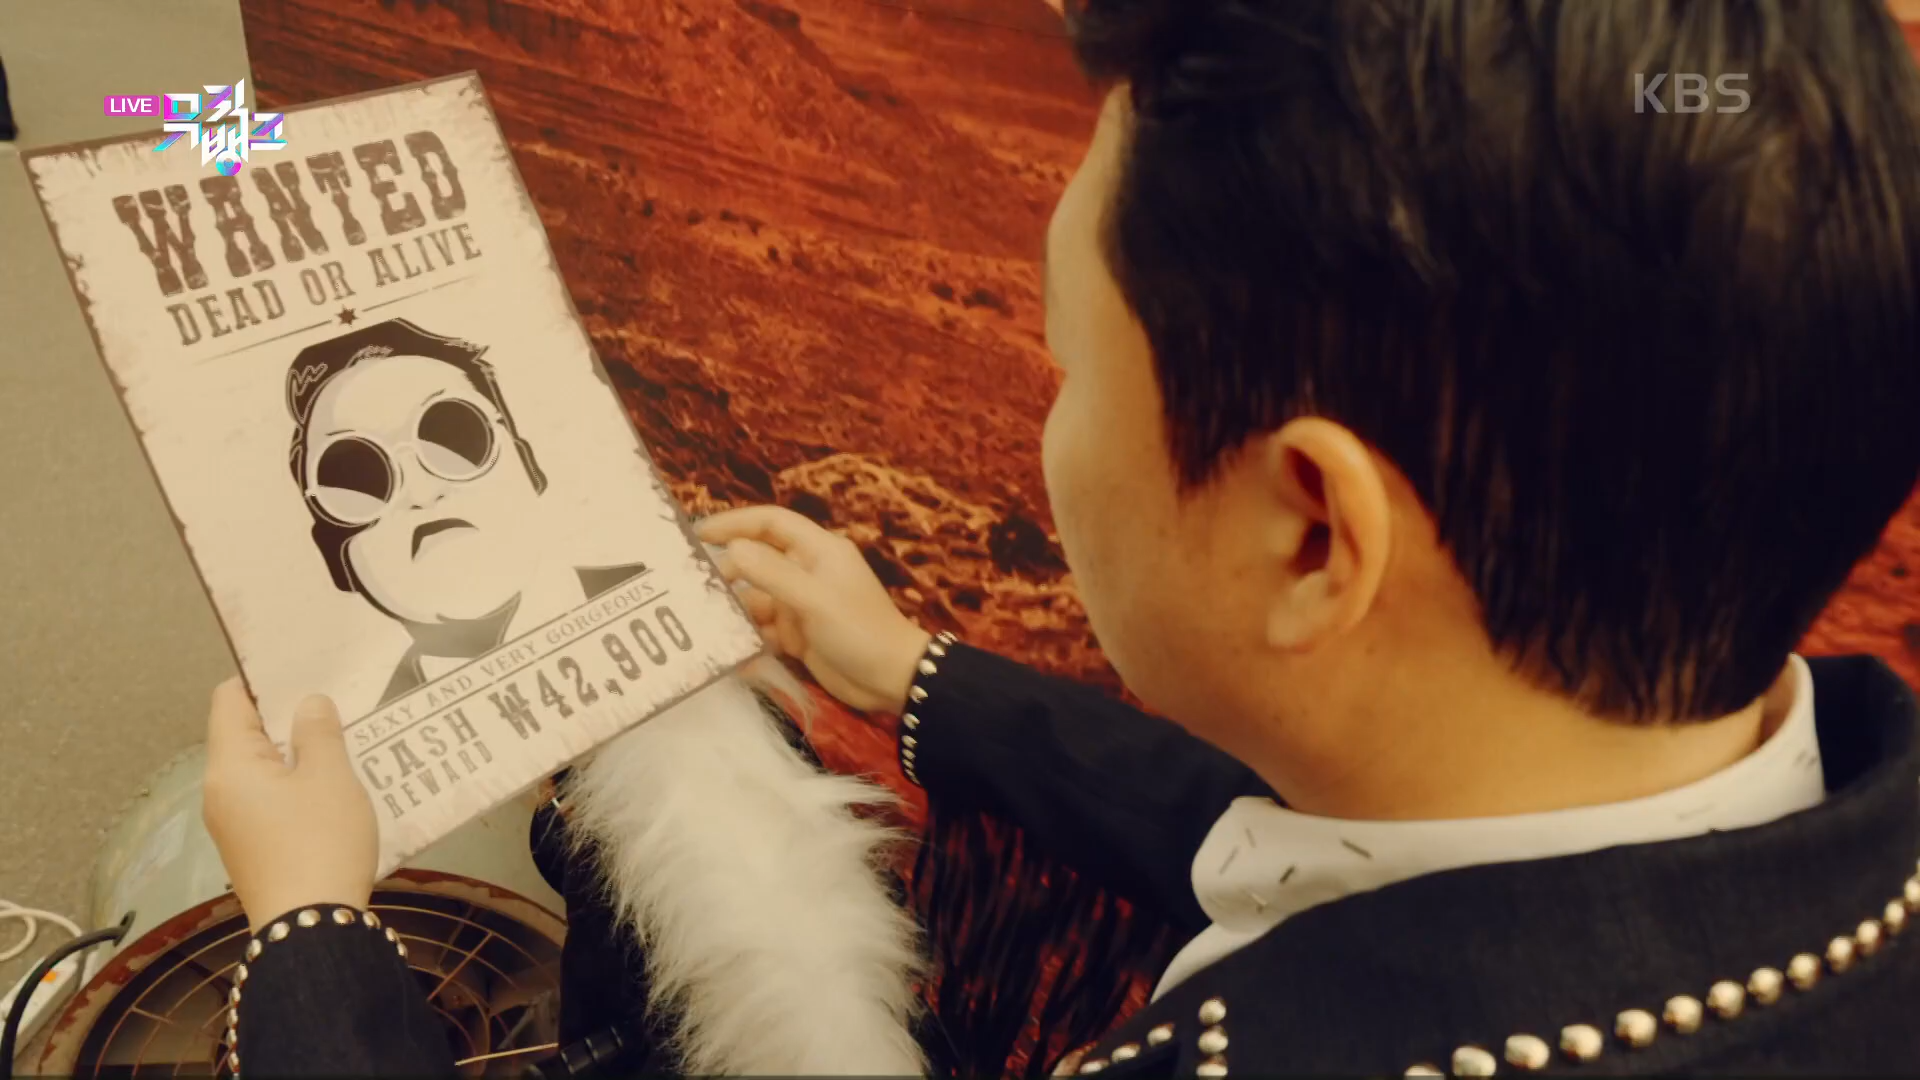 LIVE 뮤직
뱅크
KBS
WANTED
DEAD OR ALIVE
SEXY AND VERY GORGEOUS
CASH
REWARD
₩42,900